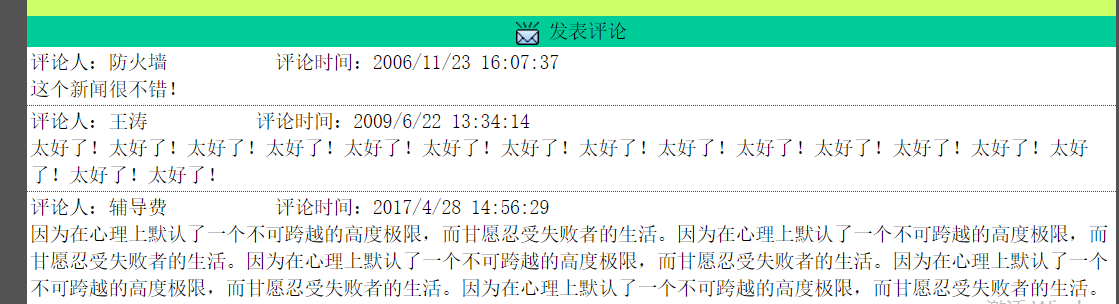 发表评论
评论人：防火墙 评论时间：2006/11/23 16:07:37
这个新闻很不错！
评论人：王涛 评论时间：2009/6/22 13:34:14
太好了！太好了！太好了！太好了！太好了！太好了！太好了！太好了！太好了！太好了！太好了！太好了！太好了！太好
了！太好了！太好了！
评论人：辅导费 评论时间：2017/4/28 14:56:29
因为在心理上默认了一个不可跨越的高度极限，而甘愿忍受失败者的生活。因为在心理上默认了一个不可跨越的高度极限，而
甘愿忍受失败者的生活。因为在心理上默认了一个不可跨越的高度极限，而甘愿忍受失败者的生活。因为在心理上默认了一个
不可跨越的高度极限，而甘愿忍受失败者的生活。因为在心理上默认了一个不可跨越的高度极限，而甘愿忍受失败者的生活。